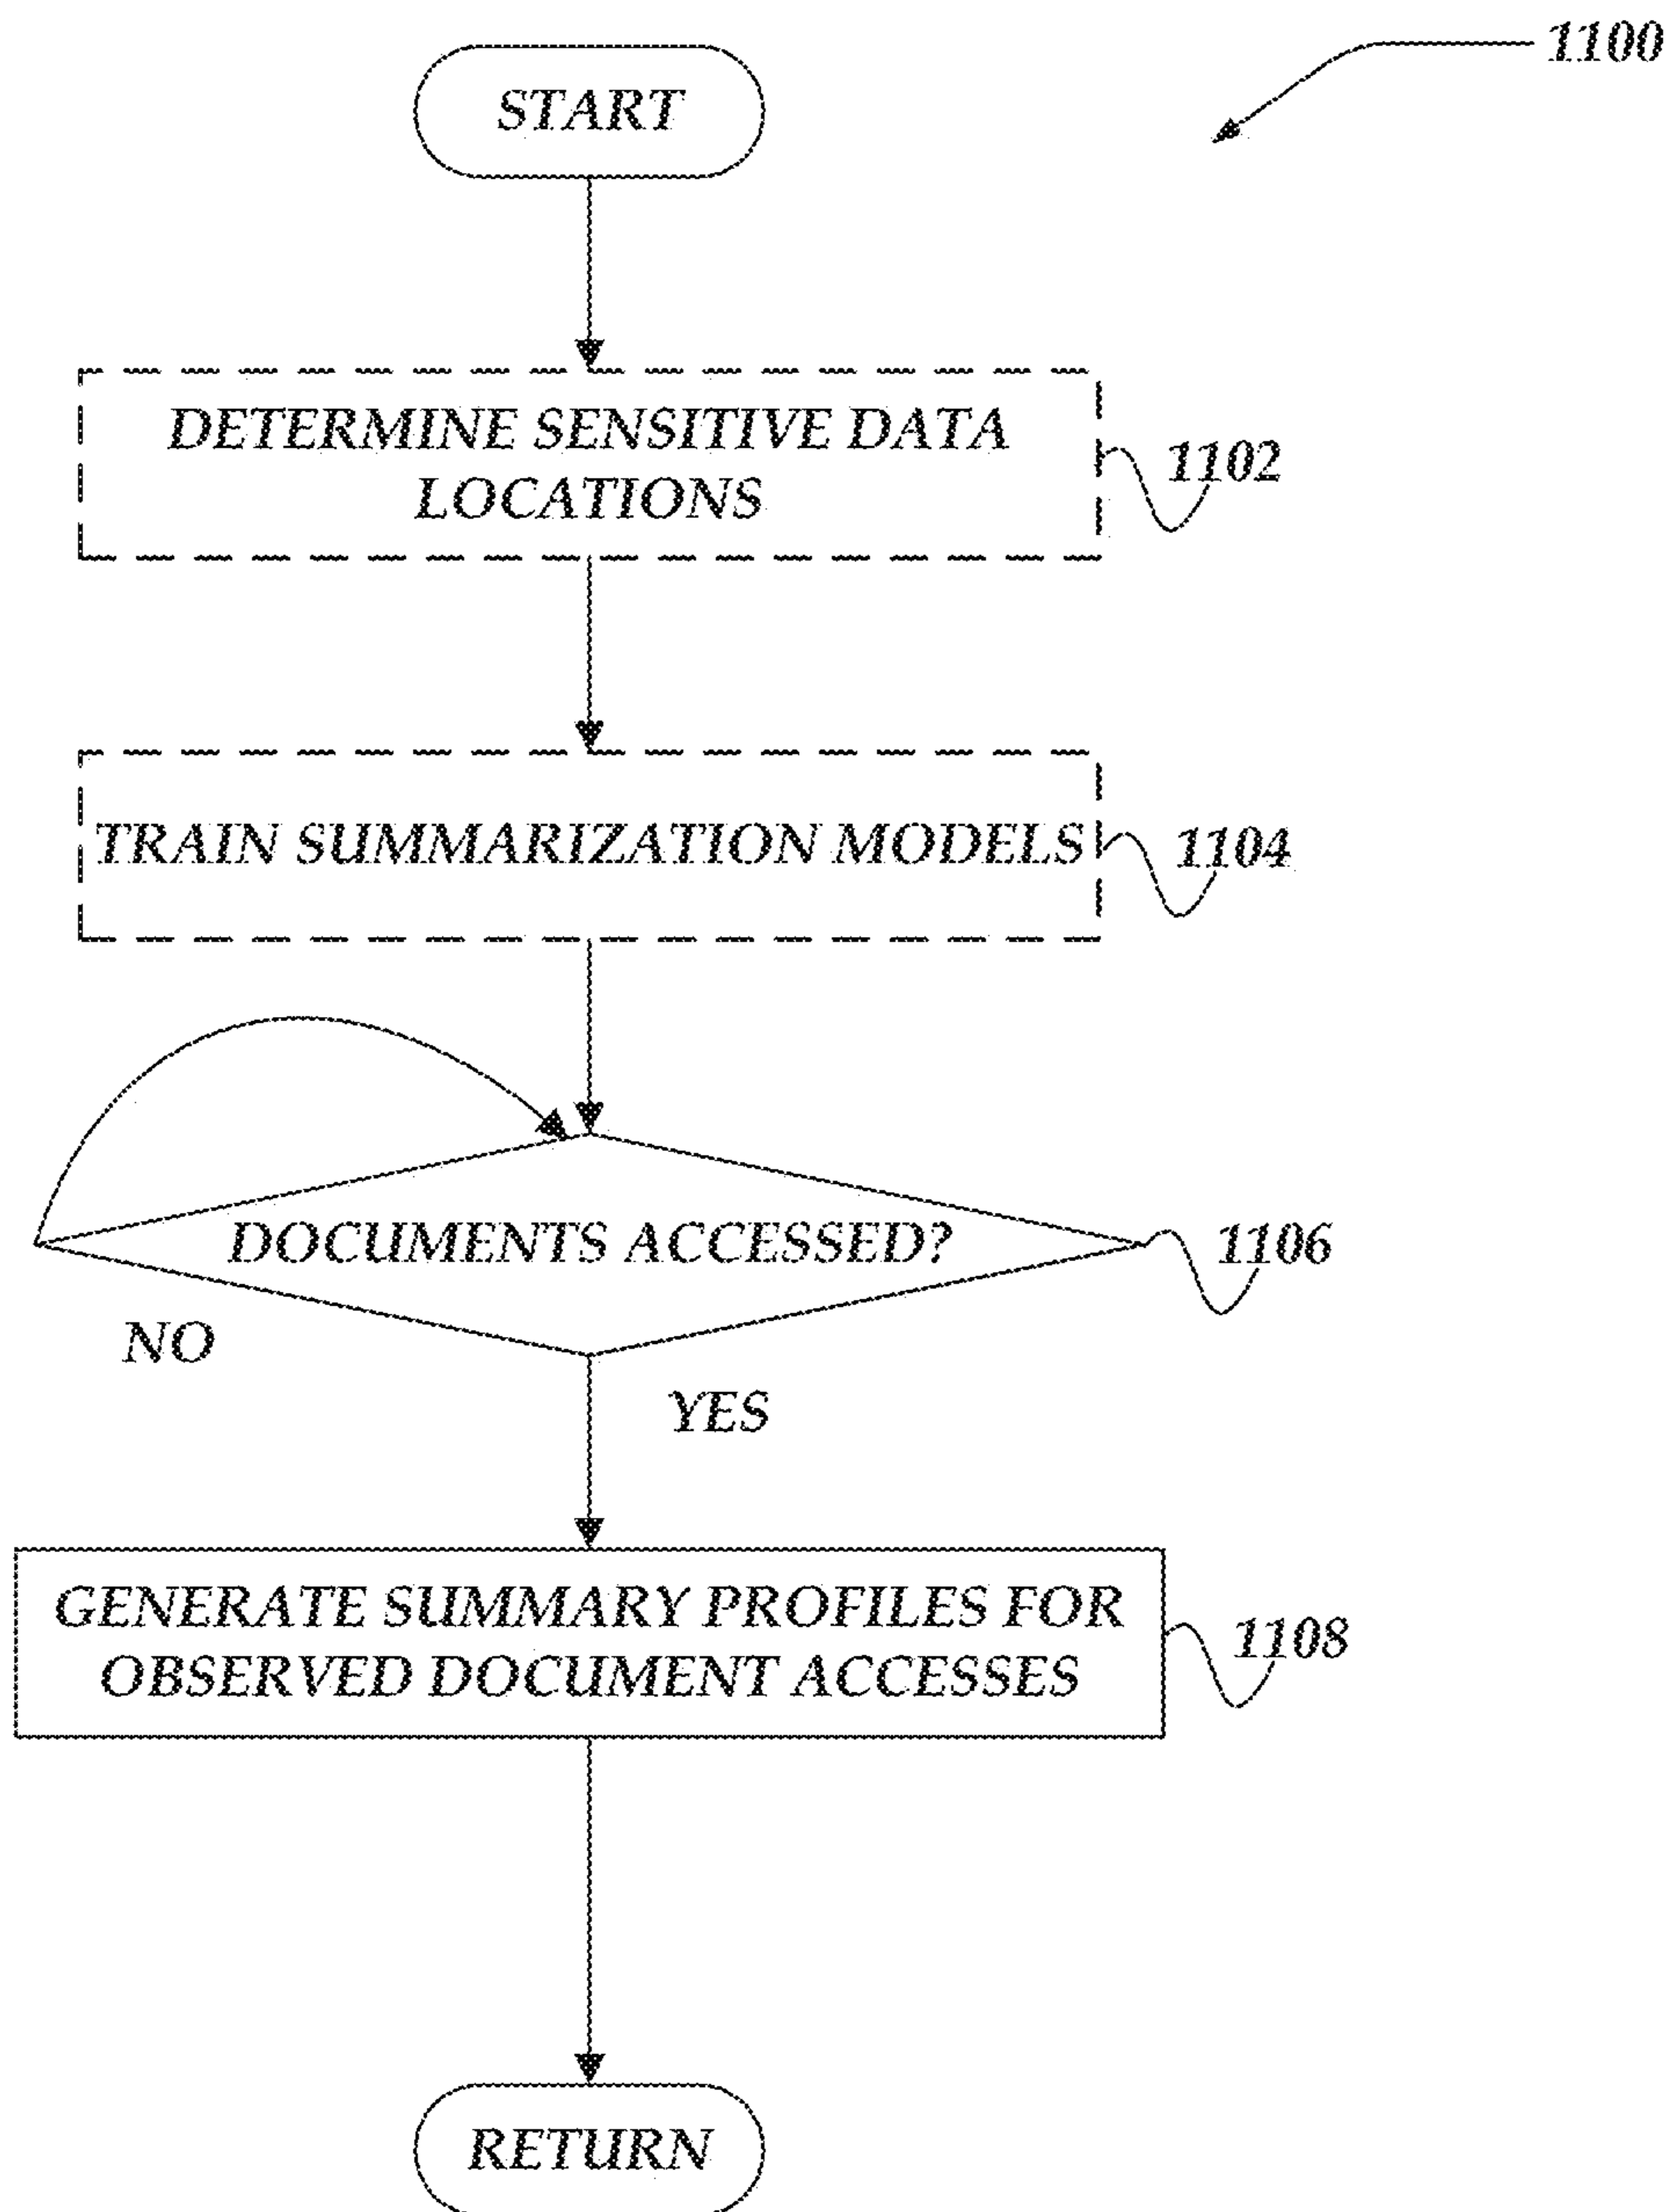 1100
START
DETERMINE SENSITIVE DATA
LOCATIONS
1102
TRAIN SUMMARIZATION MODELS
1104
DOCUMENTS ACCESSED?
1106
NO
YES
GENERATE SUMMARY PROFILES FOR
OBSERVED DOCUMENT ACCESSES
1108
RETURN